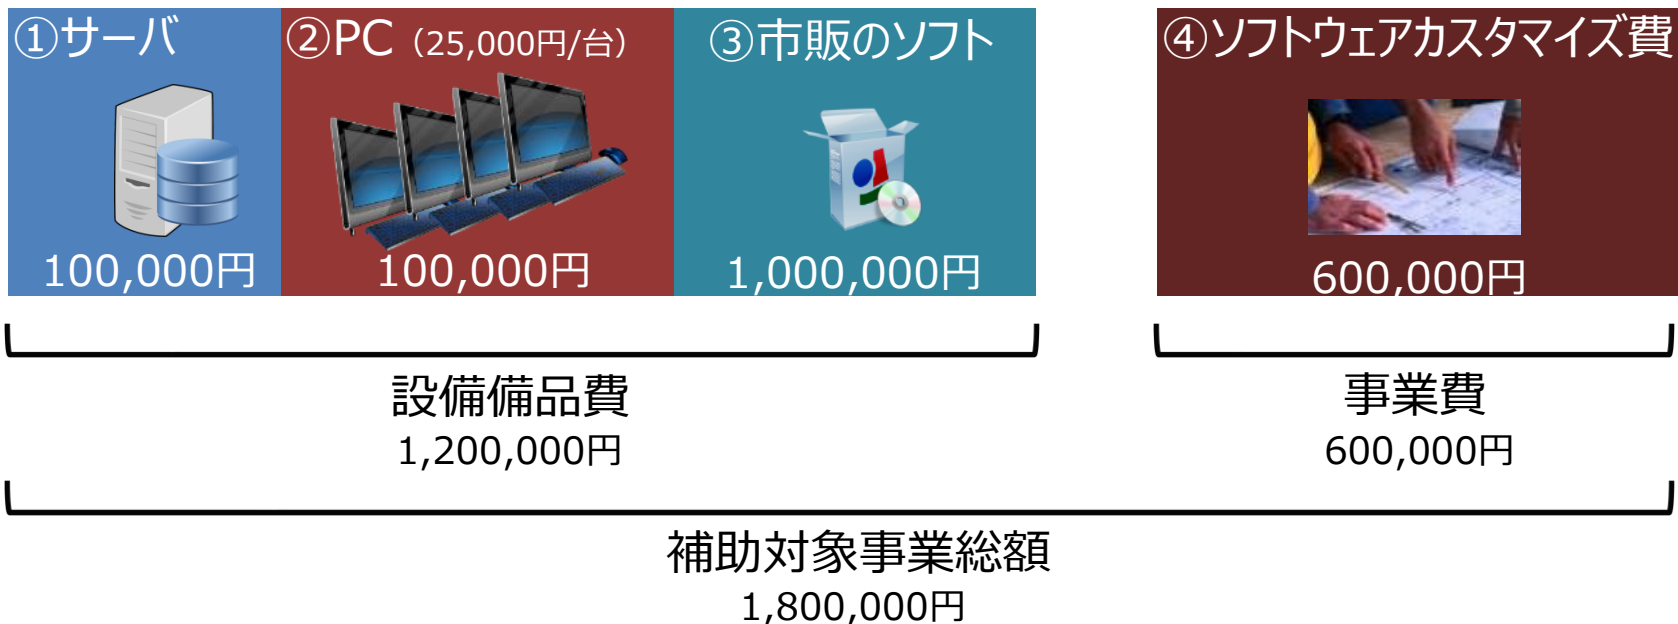 ①サーバ
②PC（25,000円/台）
③市販のソフト
④ソフトウェアカスタマイズ費
100,000円
100,000円
1,000,000円
600,000円
設備備品費
1,200,000円
事業費
600,000円
補助対象事業総額
1,800,000円